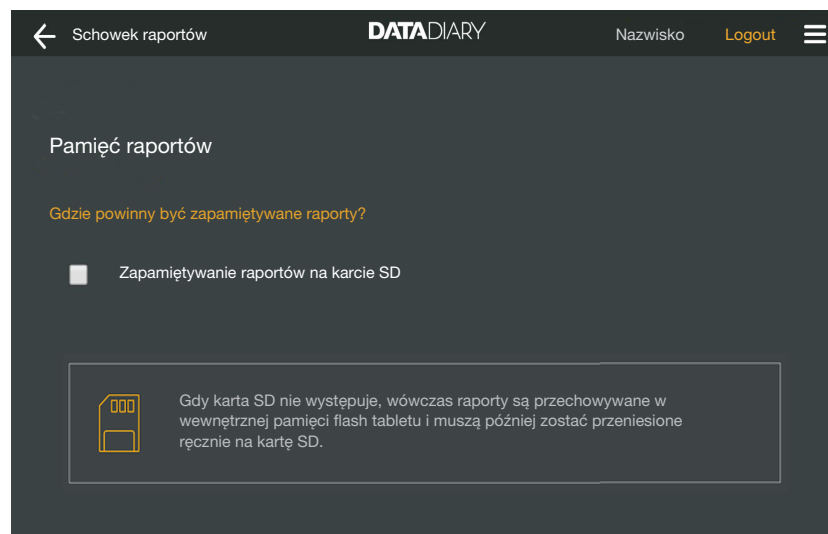 Schowek raportów
DATADIARY
Nazwisko
Logout
Pamięć raportów
Gdzie powinny być zapamiętywane raporty?
Zapamiętywanie raportów na karcie SD
Gdy karta SD nie występuje, wówczas raporty są przechowywane w
wewnętrznej pamięci flash tabletu i muszą później zostać przeniesione
ręcznie na kartę SD.